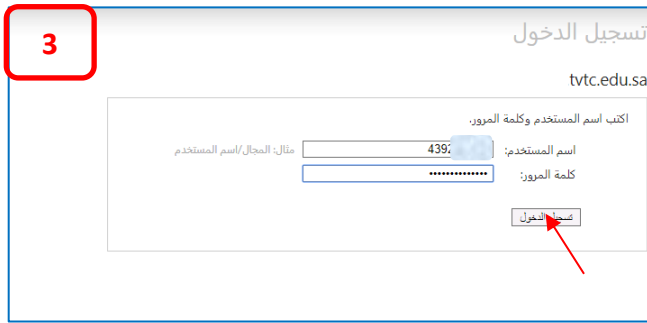 3
تسجيل الدخول
tvtc.edu.sa
اكتب اسم المستخدم وكلمة المرور.
اسم المستخدم: 4392 مثال: المجال/اسم المستخدم
كلمة المرور: ••••••••••••••
تسجيل الدخول